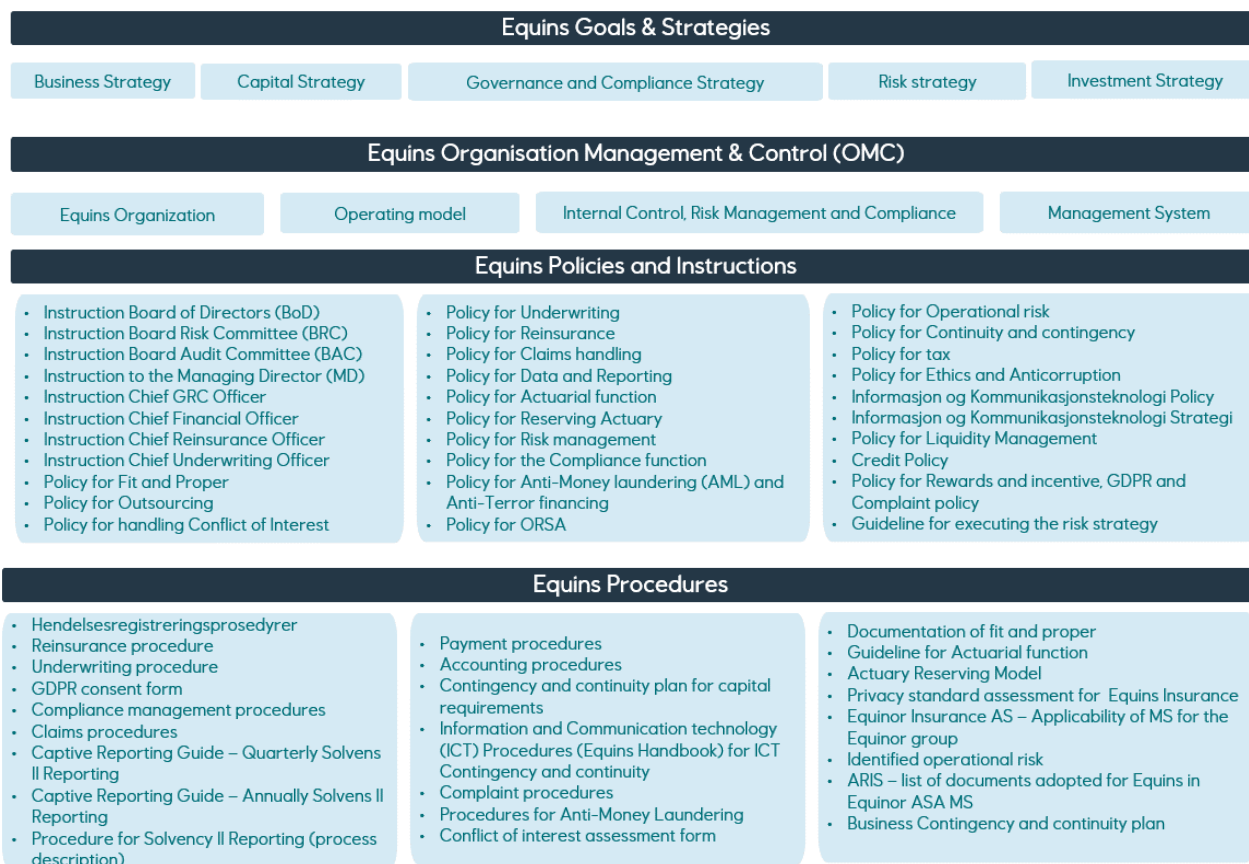 Equins Goals & Strategies
Business Strategy
Capital Strategy
Governance and Compliance Strategy
Risk strategy
Investment Strategy
Equins Organisation Management & Control (OMC)
Equins Organization
Operating model
Internal Control, Risk Management and Compliance
Management System
Equins Policies and Instructions
• Instruction Board of Directors (BoD)
• Instruction Board Risk Committee (BRC)
• Instruction Board Audit Committee (BAC)
• Instruction to the Managing Director (MD)
• Instruction Chief GRC Officer
• Instruction Chief Financial Officer
• Instruction Chief Reinsurance Officer
• Instruction Chief Underwriting Officer
• Policy for Fit and Proper
• Policy for Outsourcing
• Policy for handling Conflict of Interest
• Policy for Underwriting
• Policy for Reinsurance
• Policy for Claims handling
• Policy for Data and Reporting
• Policy for Actuarial function
• Policy for Reserving Actuary
• Policy for Risk management
• Policy for the Compliance function
• Policy for Anti-Money laundering (AML) and
Anti-Terror financing
• Policy for ORSA
• Policy for Operational risk
• Policy for Continuity and contingency
• Policy for tax
• Policy for Ethics and Anticorruption
• Informasjon og Kommunikasjonsteknologi Policy
• Informasjon og Kommunikasjonsteknologi Strategi
• Policy for Liquidity Management
• Credit Policy
• Policy for Rewards and incentive, GDPR and
Complaint policy
• Guideline for executing the risk strategy
Equins Procedures
• Hendelsesregistreringsprosedyrer
• Reinsurance procedure
• Underwriting procedure
• GDPR consent form
• Compliance management procedures
• Claims procedures
• Captive Reporting Guide – Quarterly Solvens
II Reporting
• Captive Reporting Guide – Annually Solvens II
Reporting
• Procedure for Solvency II Reporting (process
description)
• Payment procedures
• Accounting procedures
• Contingency and continuity plan for capital
requirements
• Information and Communication technology
(ICT) Procedures (Equins Handbook) for ICT
Contingency and continuity
• Complaint procedures
• Procedures for Anti-Money Laundering
• Conflict of interest assessment form
• Documentation of fit and proper
• Guideline for Actuarial function
• Actuary Reserving Model
• Privacy standard assessment for Equins Insurance
• Equinor Insurance AS – Applicability of MS for the
Equinor group
• Identified operational risk
• ARIS – list of documents adopted for Equins in
Equinor ASA MS
• Business Contingency and continuity plan